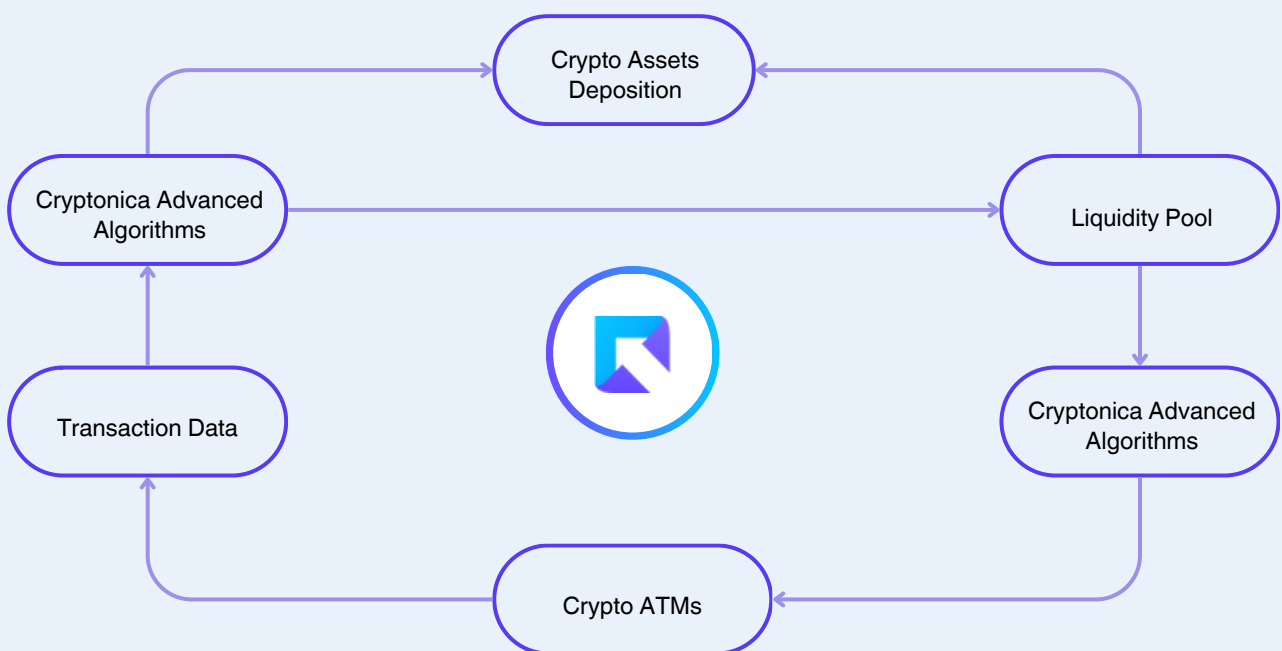 Crypto Assets
Deposition
Cryptonica Advanced
Algorithms
Liquidity Pool
Transaction Data
Cryptonica Advanced
Algorithms
Crypto ATMs